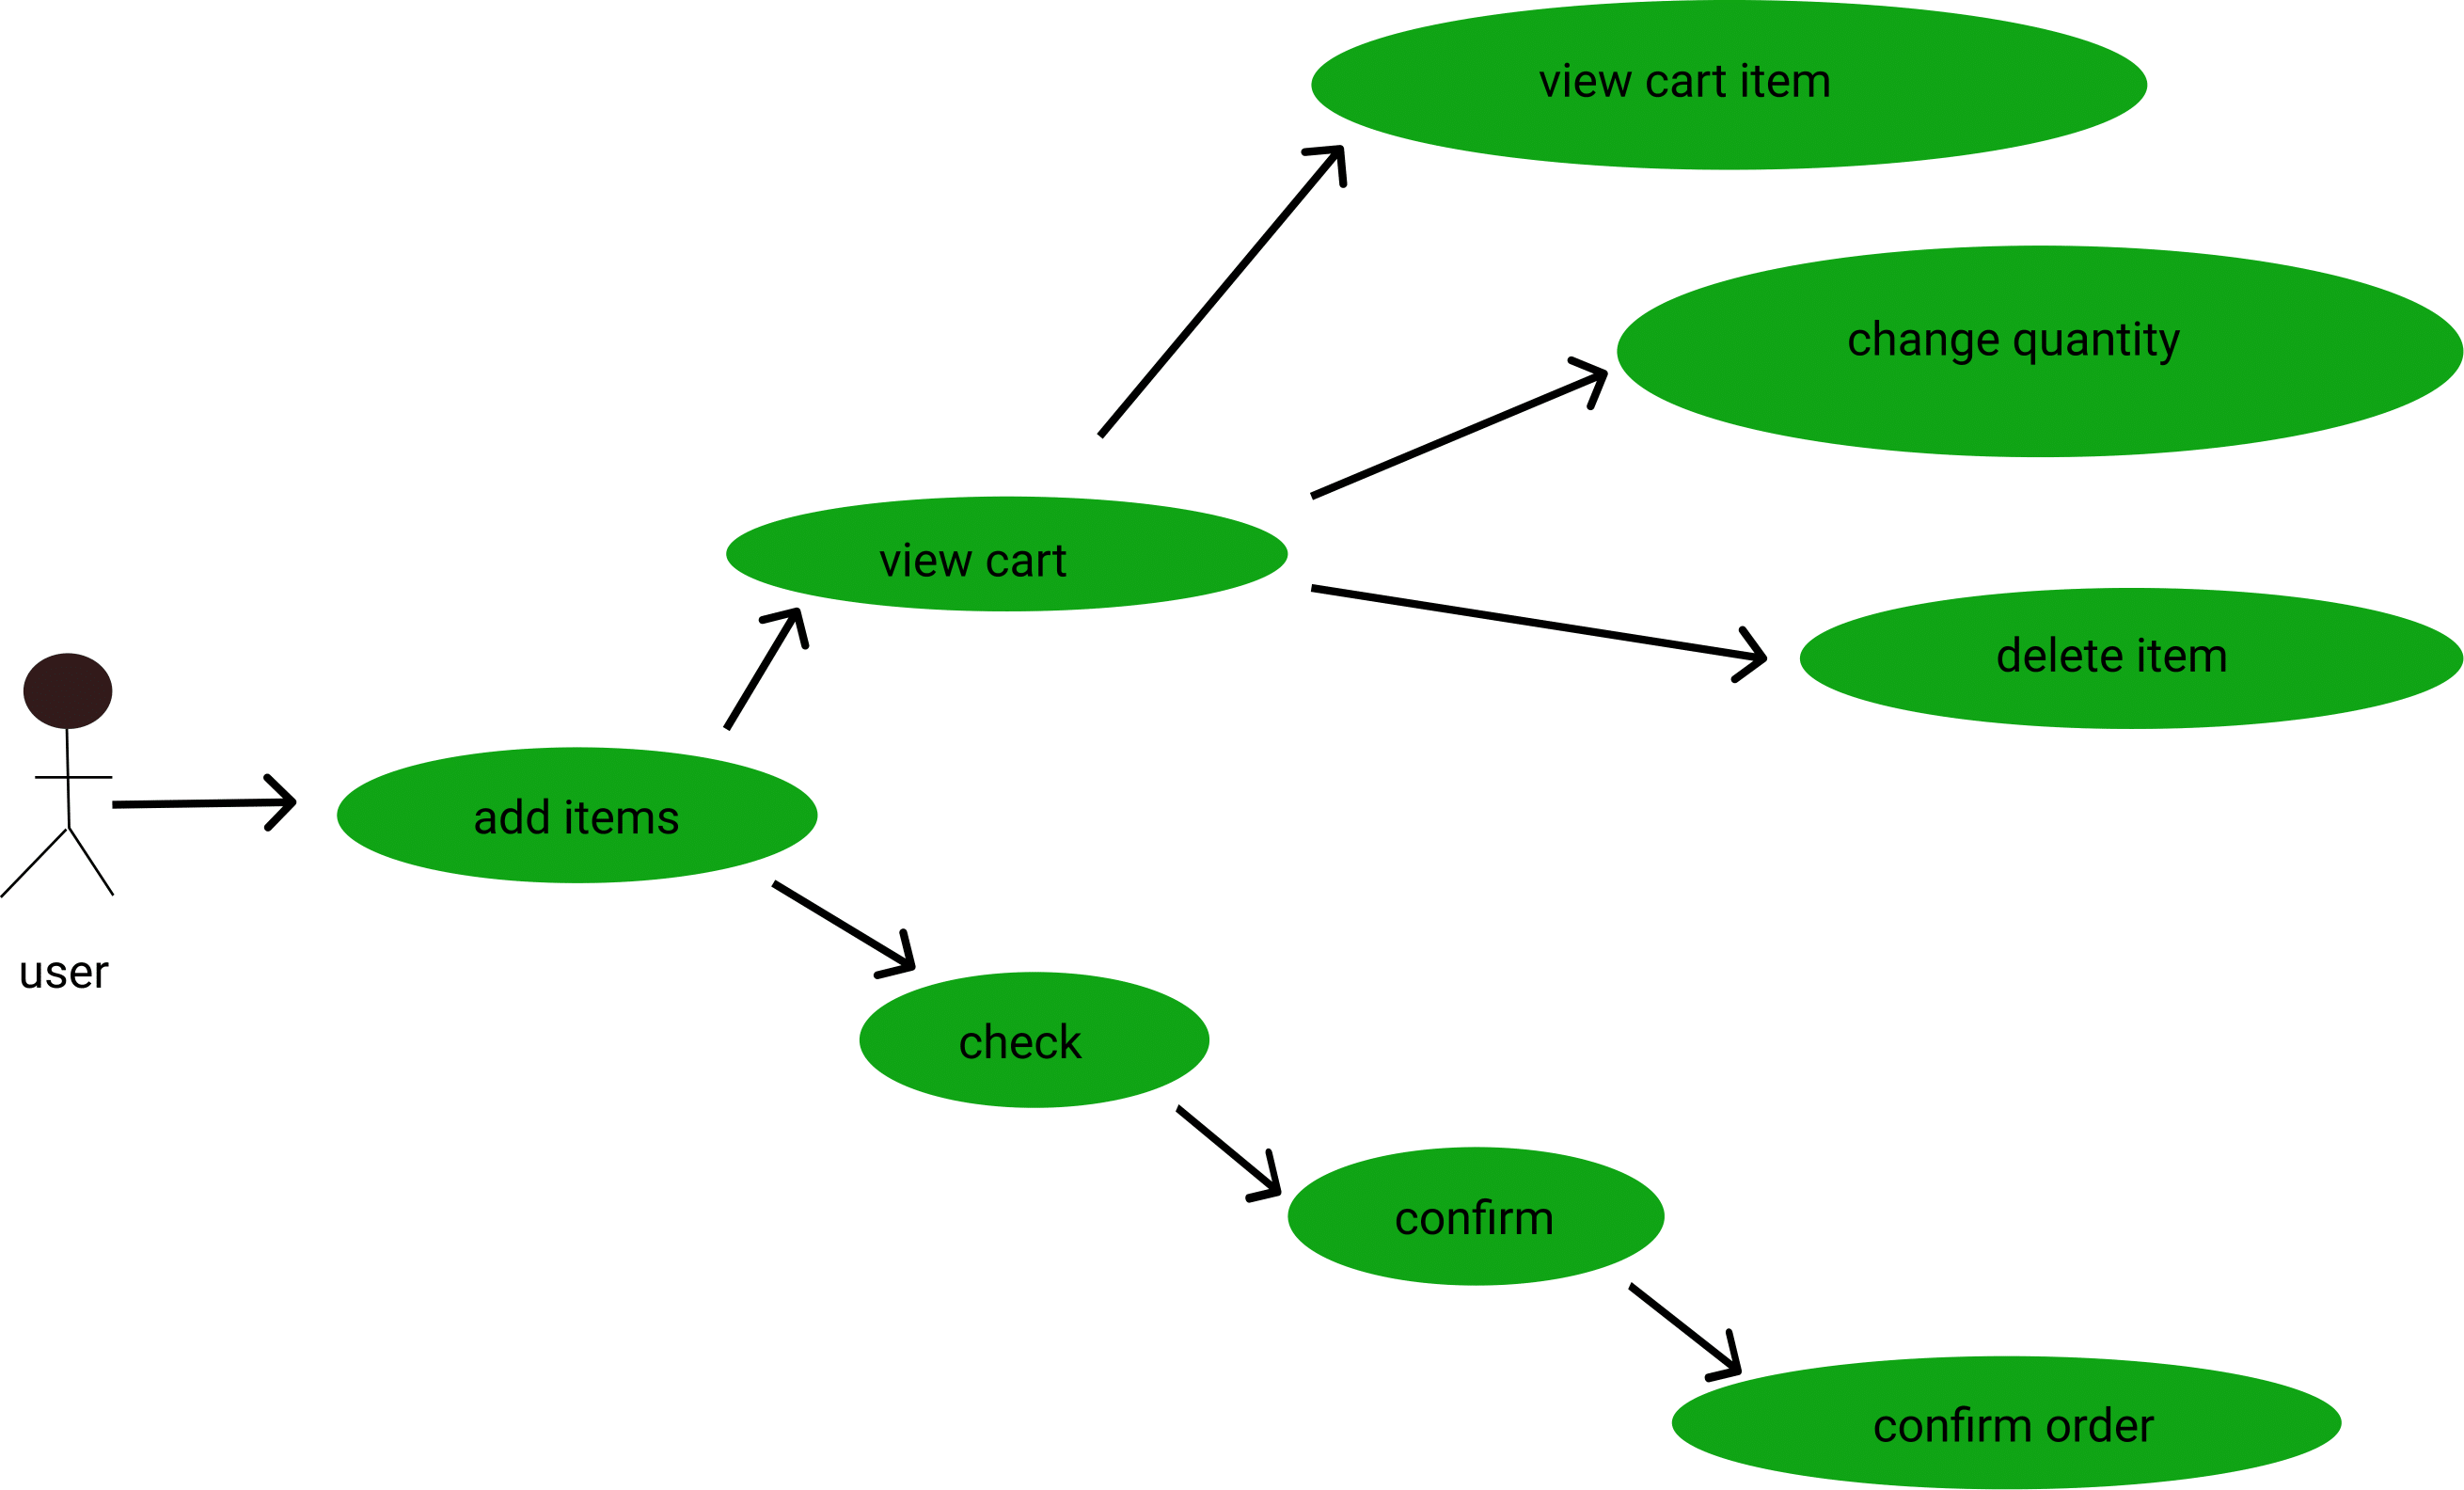 view cart item
change quantity
view cart
delete item
add items
user
check
confirm
confirm order